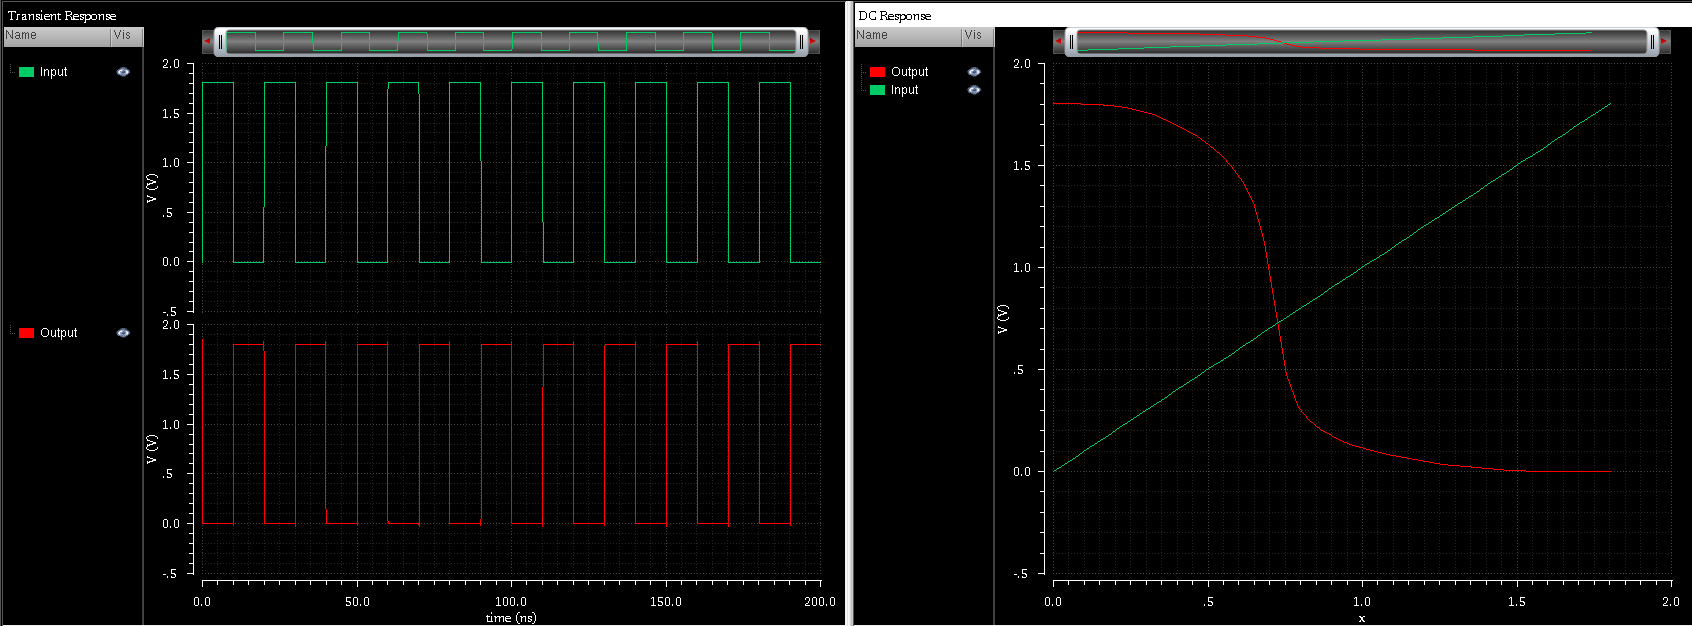 Transient Response
Name Vis
Input
2.0
1.5
1.0
.5
0.0
-.5
V (V)
Output
2.0
1.5
1.0
.5
0.0
-.5
V (V)
0.0 50.0 100.0 150.0 200.0
time (ns)
DC Response
Name Vis
Output
Input
2.0
1.5
1.0
.5
0.0
-.5
V (V)
0.0 .5 1.0 1.5 2.0
x